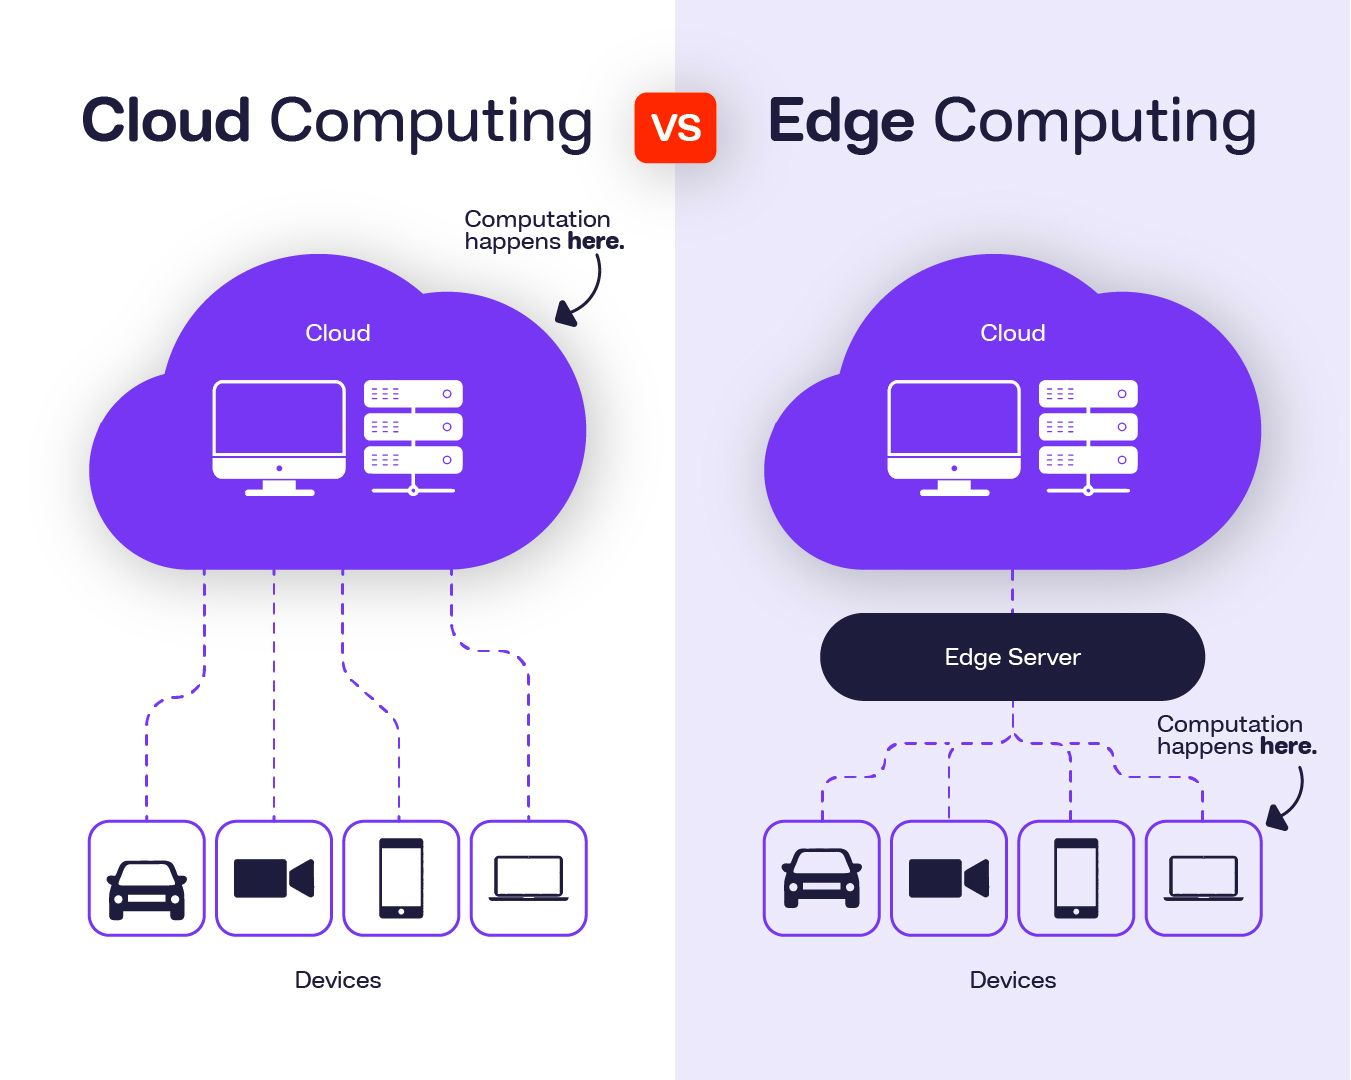 Cloud Computing
VS
Edge Computing
Computation
happens here.
Cloud
Devices
Cloud
Edge Server
Computation
happens here.
Devices